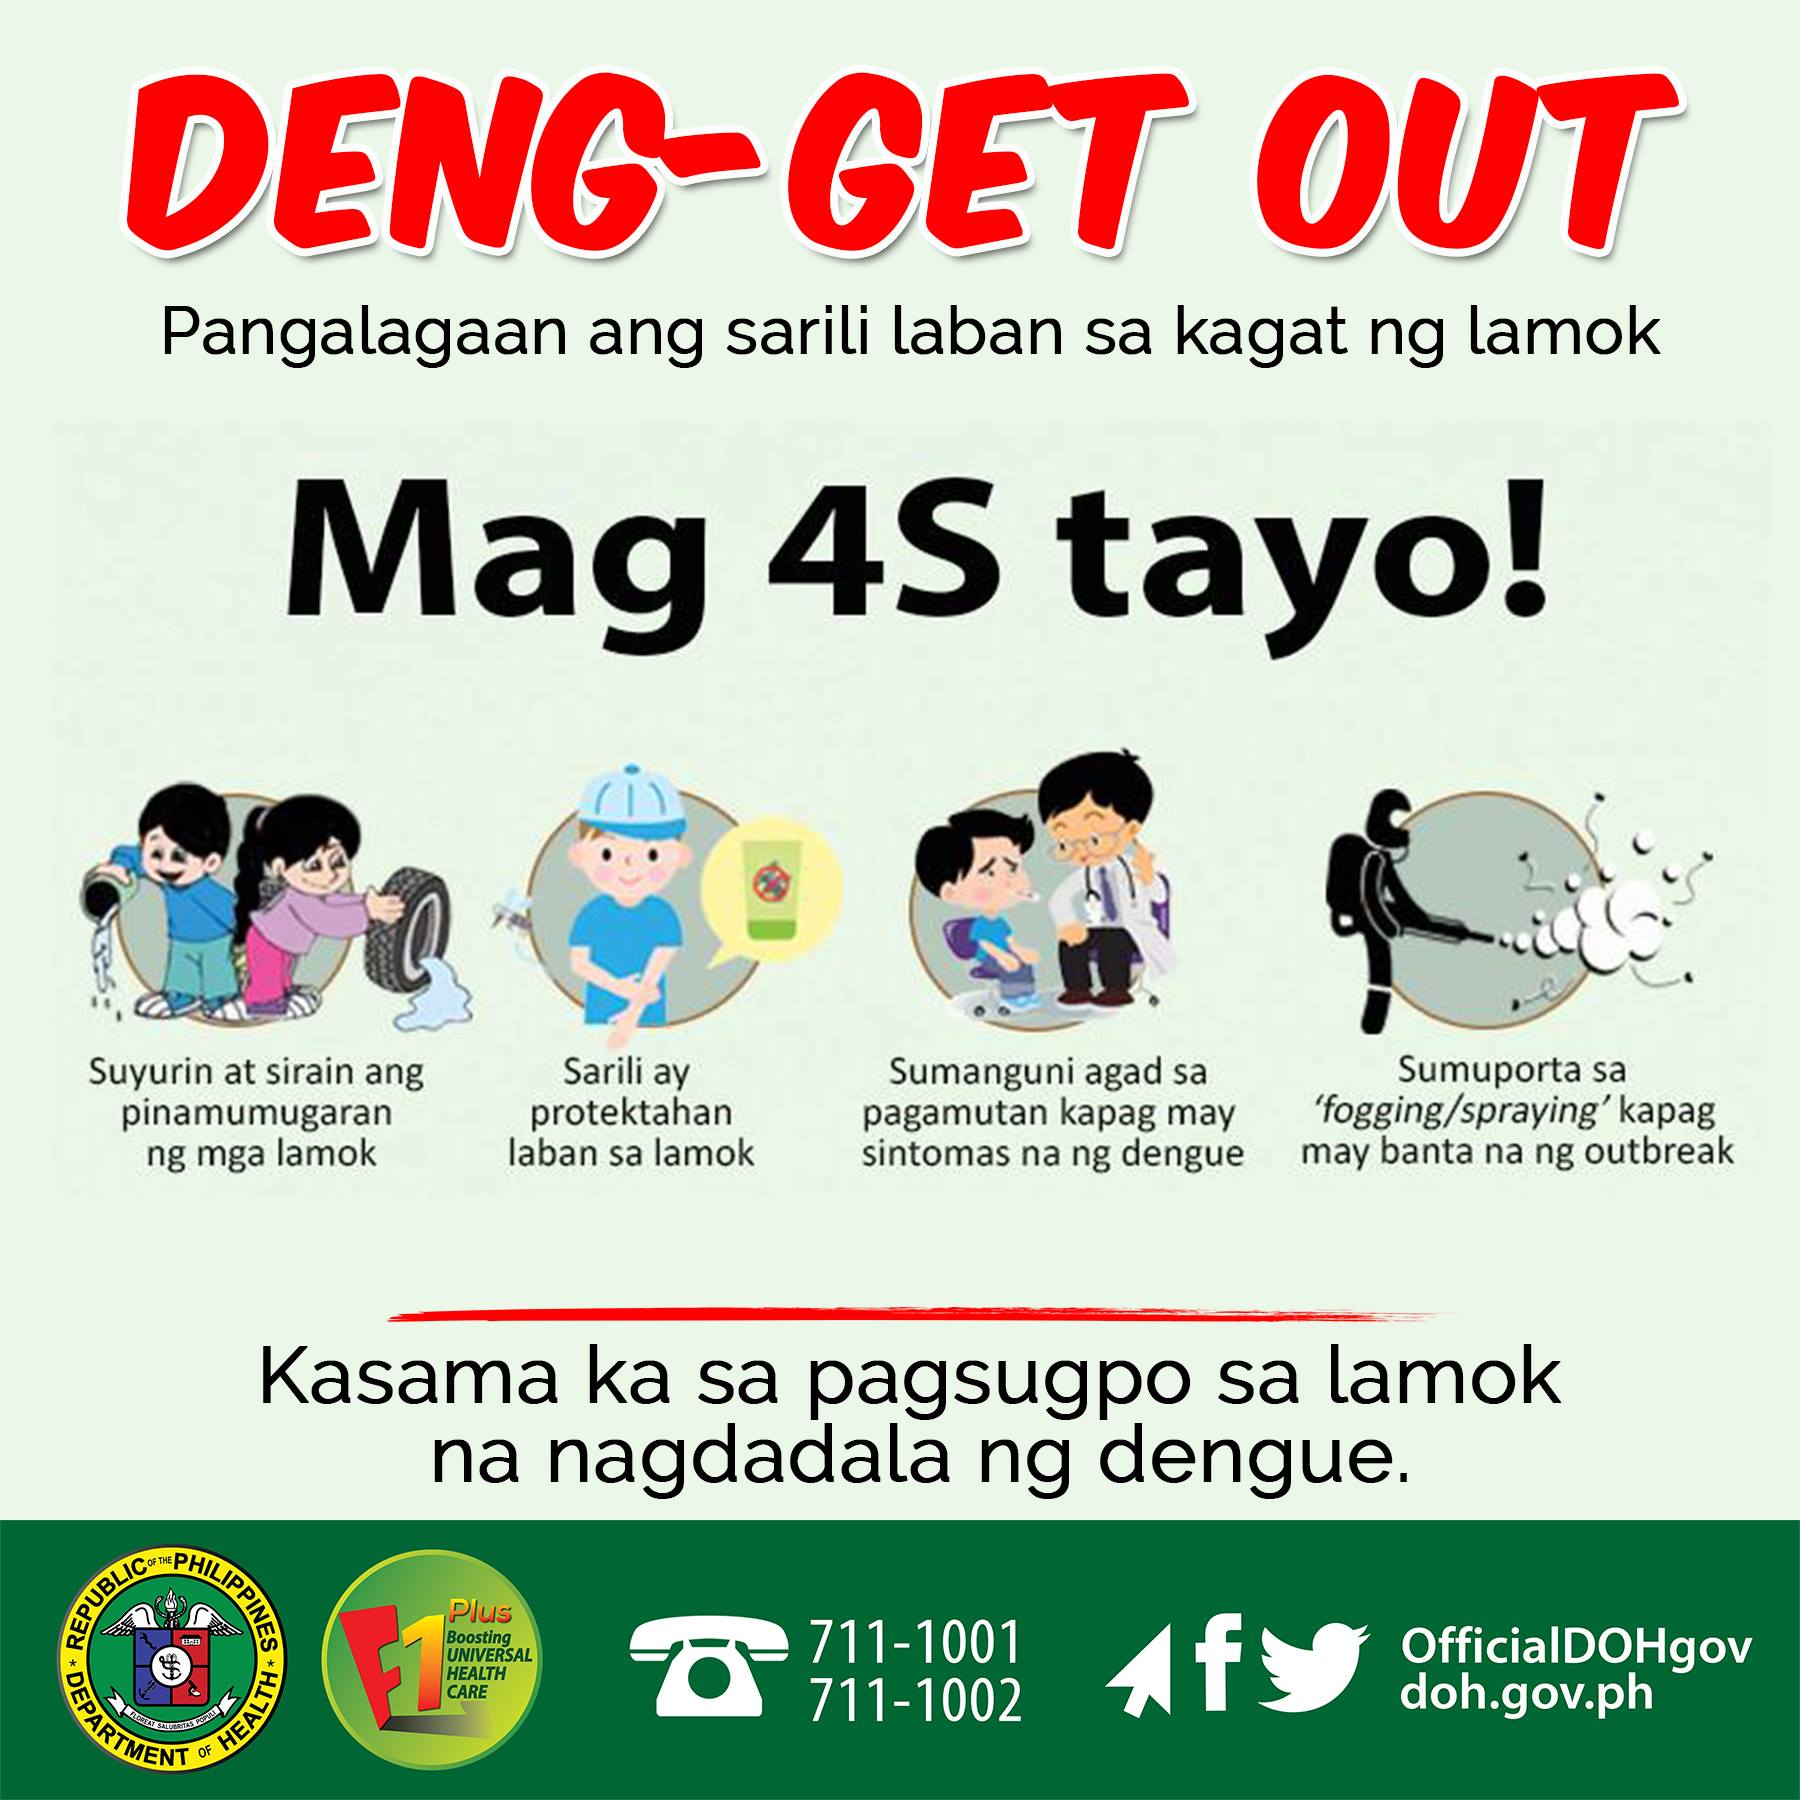 DENG-GET OUT
Pangalagaan ang sarili laban sa kagat ng lamok
Mag 4S tayo!
Suyurin at sirain ang
pinamumugaran
ng mga lamok
Sarili ay
protektahan
laban sa lamok
Sumanguni agad sa
pagamutan kapag may
sintomas na ng dengue
Sumuporta sa
‘fogging/spraying’ kapag
may banta na ng outbreak
Kasama ka sa pagsugpo sa lamok
na nagdadala ng dengue.
REPUBLIC OF THE PHILIPPINES
DEPARTMENT OF HEALTH
FLOREAT SALUBRITAS POPULI
F1 Plus
Boosting
UNIVERSAL
HEALTH
CARE
711-1001
711-1002
OfficialDOHgov
doh.gov.ph